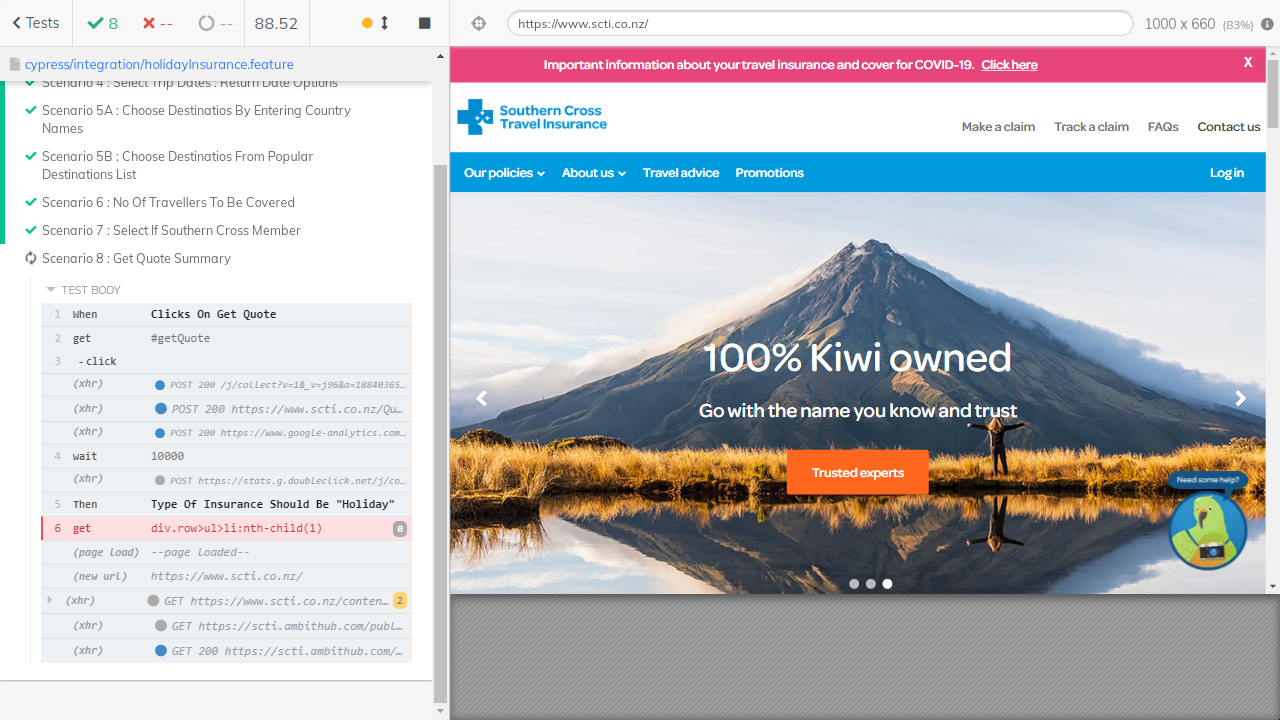 Tests
8
--
--
88.52
https://www.scti.co.nz/
1000 x 660 (83%)
cypress/integration/holidayInsurance.feature
Scenario 4 : Select Trip Dates : Return Date Options
Scenario 5A : Choose Destinatios By Entering Country
Names
Scenario 5B : Choose Destinatios From Popular
Destinations List
Scenario 6 : No Of Travellers To Be Covered
Scenario 7 : Select If Southern Cross Member
Scenario 8 : Get Quote Summary
TEST BODY
1 When Clicks On Get Quote
2 get #getQuote
3 - click
(xhr) POST 200 /j/collect?v=1&_v=j96&a=18840365...
(xhr) POST 200 https://www.scti.co.nz/Qu...
(xhr) POST 200 https://www.google-analytics.com...
4 wait 10000
(xhr) POST https://stats.g.doubleclick.net/j/co...
5 Then Type Of Insurance Should Be "Holiday"
6 get div.row>ul>li:nth-child(1) 0
(page load) --page loaded--
(new url) https://www.scti.co.nz/
(xhr) GET https://www.scti.co.nz/conten... 2
(xhr) GET https://scti.ambithub.com/publ...
(xhr) GET 200 https://scti.ambithub.com/...
Important information about your travel insurance and cover for COVID-19. Click here X
Southern Cross
Travel Insurance
Make a claim Track a claim FAQs Contact us
Our policies About us Travel advice Promotions Log in
100% Kiwi owned
Go with the name you know and trust
Trusted experts
Need some help?